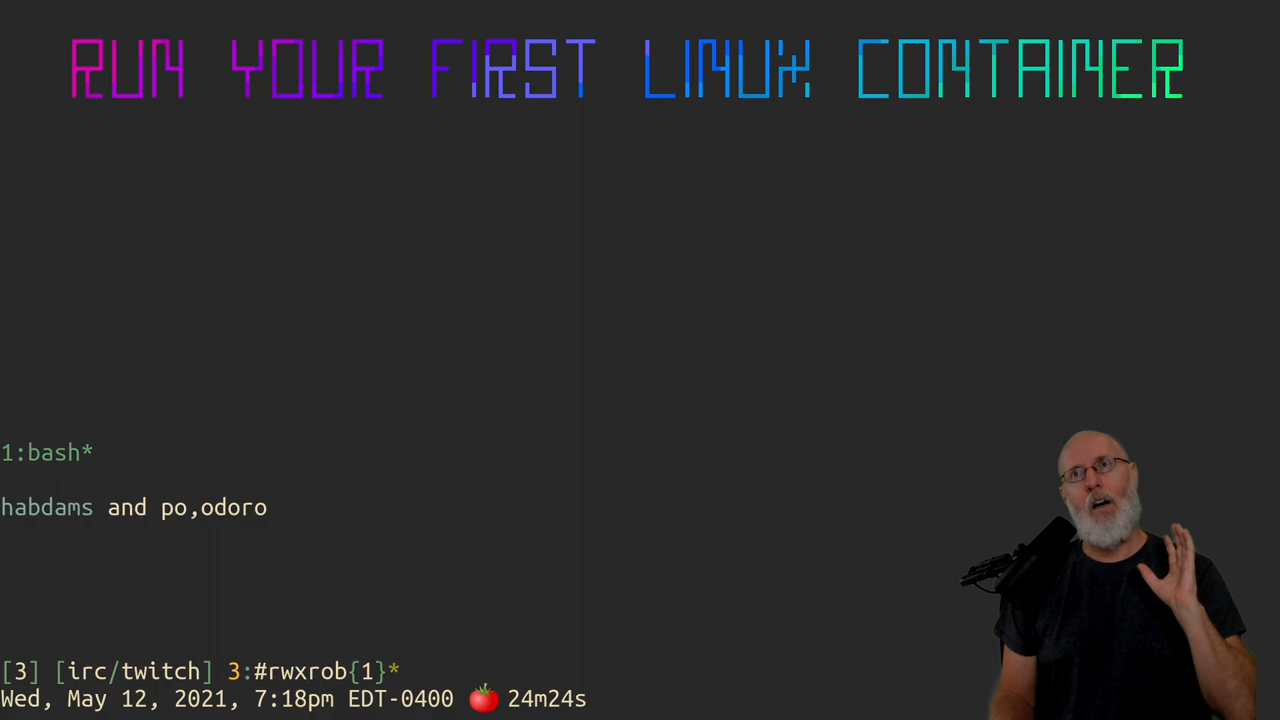 RUN YOUR FIRST LINUX CONTAINER
1:bash*
habdams and po,odoro
[3] [irc/twitch] 3:#rwxrob{1}*
Wed, May 12, 2021, 7:18pm EDT-0400 🍅 24m24s